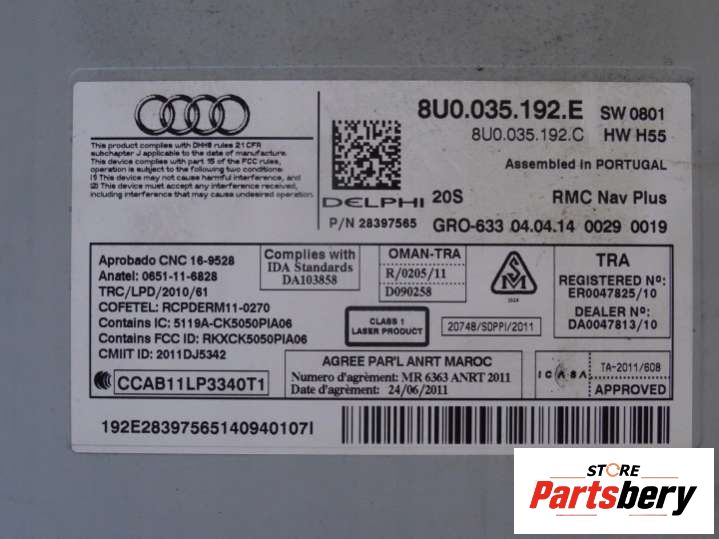 This product complies with DHHS rules 21 CFR
subchapter J applicable to the date of manufacture.
This device complies with part 15 of the FCC rules,
operation is subject to the following two conditions:
(1) This device may not cause harmful interference, and
(2) This device must accept any interference received,
including interference that may cause undesired operation.
8U0.035.192.E SW 0801
8U0.035.192.C HW H55
Assembled in PORTUGAL
DELPHI 20S RMC Nav Plus
P/N 28397565 GRO-633 04.04.14 0029 0019
Aprobado CNC 16-9528
Anatel: 0651-11-6828
TRC/LPD/2010/61
COFETEL: RCPDERM11-0270
Contains IC: 5119A-CK5050PIA06
Contains FCC ID: RKXCK5050PIA06
CMIIT ID: 2011DJ5342
CCAB11LP3340T1
Complies with
IDA Standards
DA103858
OMAN-TRA
R/0205/11
D090258
TRA
REGISTERED Nº:
ER0047825/10
DEALER Nº:
DA0047813/10
CLASS 1
LASER PRODUCT
20748/SDPPI/2011
AGREE PAR'L ANRT MAROC
Numero d'agrèment: MR 6363 ANRT 2011
Date d'agrèment: 24/06/2011
ICASA
TA-2011/608
APPROVED
192E28397565140940107I
STORE
Partsbery